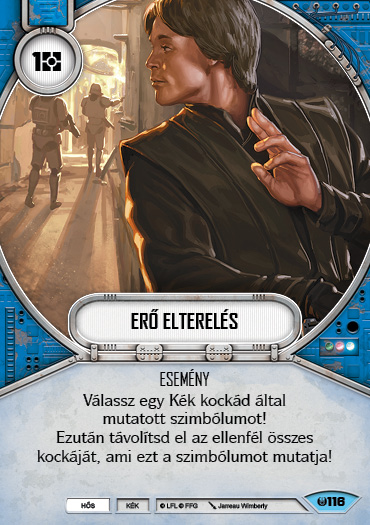 1
ERŐ ELTERELÉS
ESEMÉNY
Válassz egy Kék kockád által
mutatott szimbólumot!
Ezután távolítsd el az ellenfél összes
kockáját, ami ezt a szimbólumot mutatja!
HŐS
KÉK
© LFL © FFG
Jarreau Wimberly
116